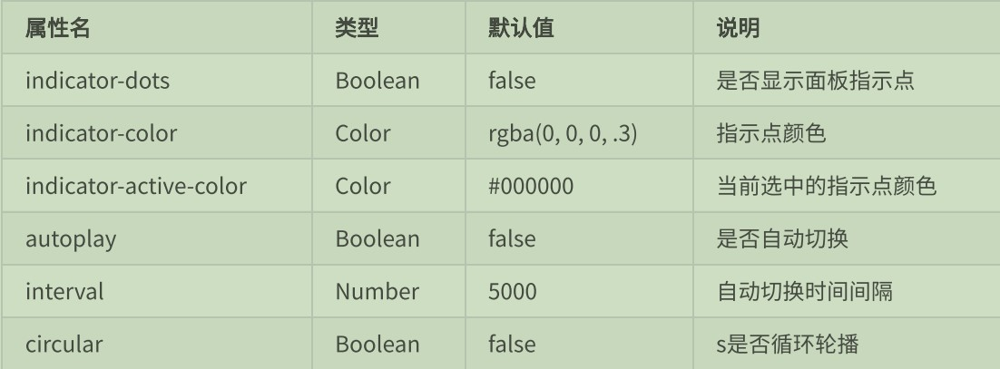 属性名 类型 默认值 说明
indicator-dots Boolean false 是否显示面板指示点
indicator-color Color rgba(0, 0, 0, .3) 指示点颜色
indicator-active-color Color #000000 当前选中的指示点颜色
autoplay Boolean false 是否自动切换
interval Number 5000 自动切换时间间隔
circular Boolean false s是否循环轮播